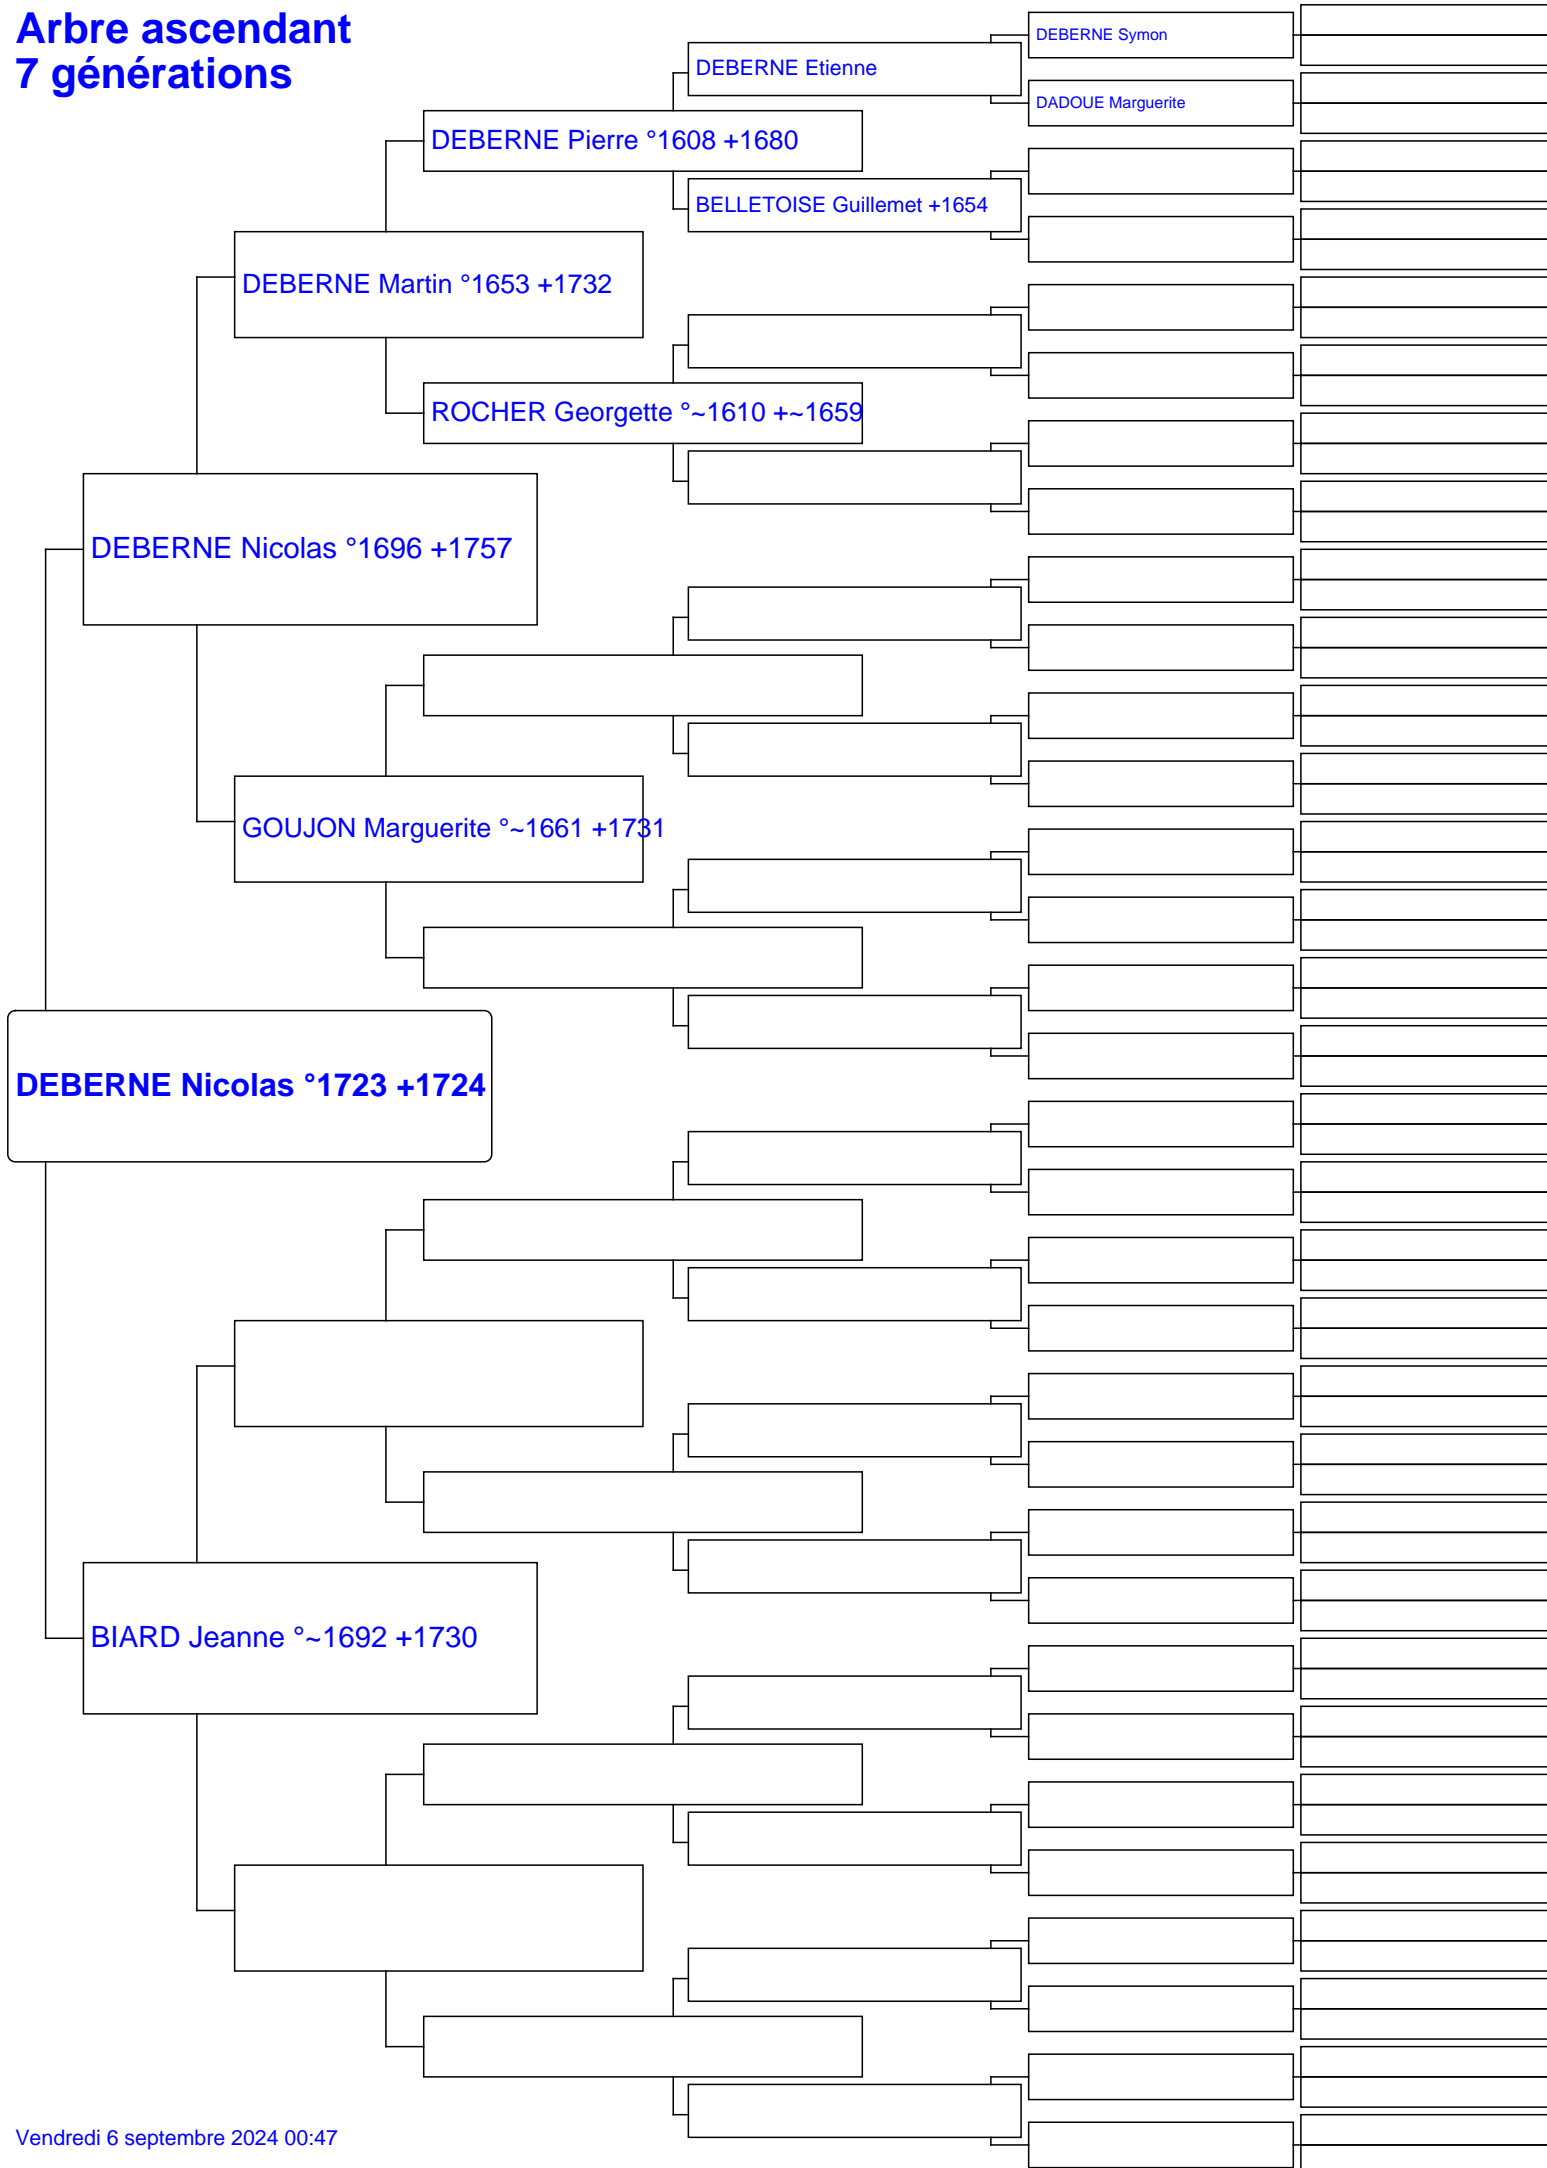 Arbre ascendant
7 générations
DEBERNE Symon
DEBERNE Etienne
DADOUE Marguerite
DEBERNE Pierre °1608 +1680
BELLETOISE Guillemet +1654
DEBERNE Martin °1653 +1732
ROCHER Georgette °~1610 +~1659
DEBERNE Nicolas °1696 +1757
GOUJON Marguerite °~1661 +1731
DEBERNE Nicolas °1723 +1724
BIARD Jeanne °~1692 +1730
Vendredi 6 septembre 2024 00:47